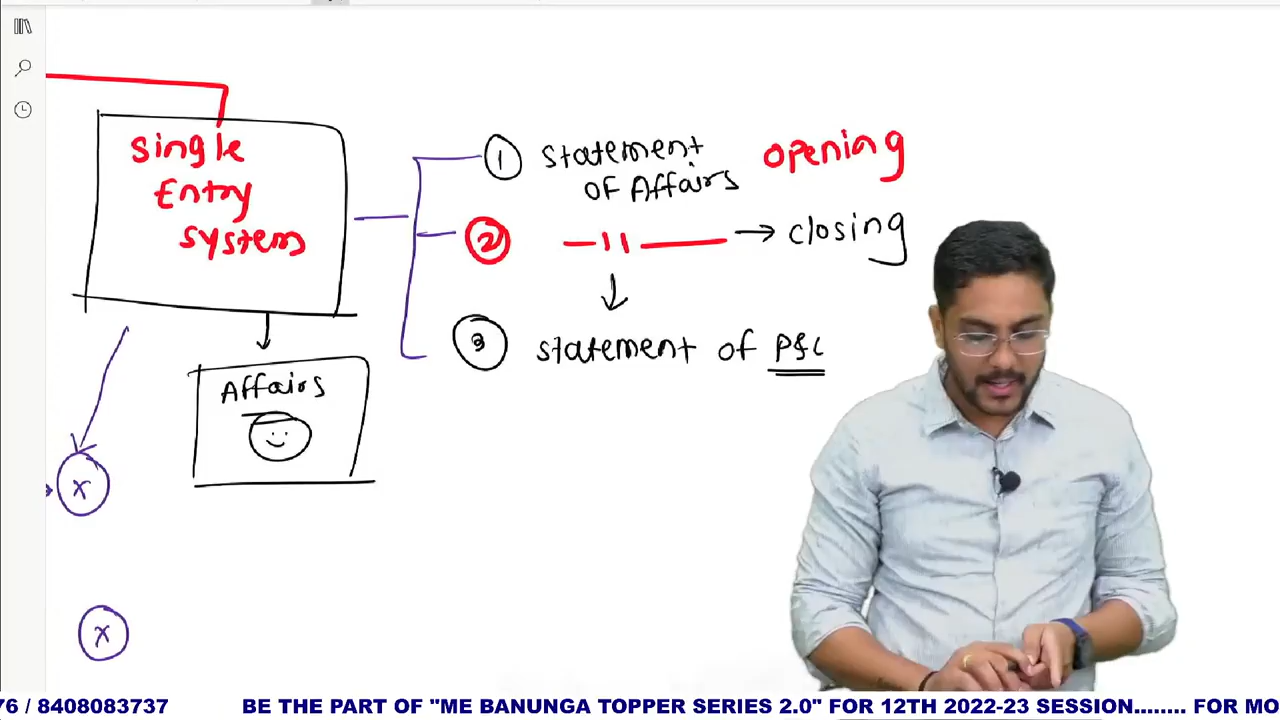 Single
Entry
System
① Statement
OF Affairs
opening
② — 11 — → closing
③ statement of P&L
Affairs
x
x
76 / 8408083737 BE THE PART OF "ME BANUNGA TOPPER SERIES 2.0" FOR 12TH 2022-23 SESSION........ FOR MO